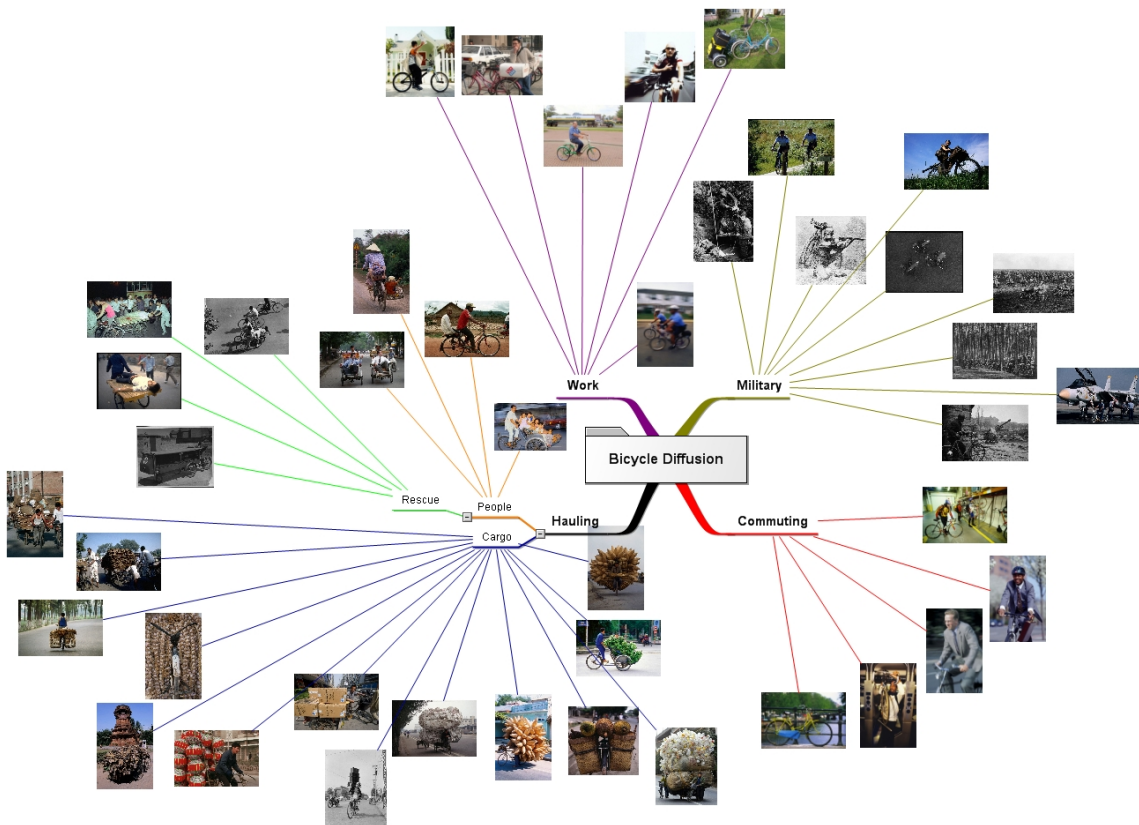 Work
Military
Bicycle Diffusion
Rescue
People
Hauling
Cargo
Commuting